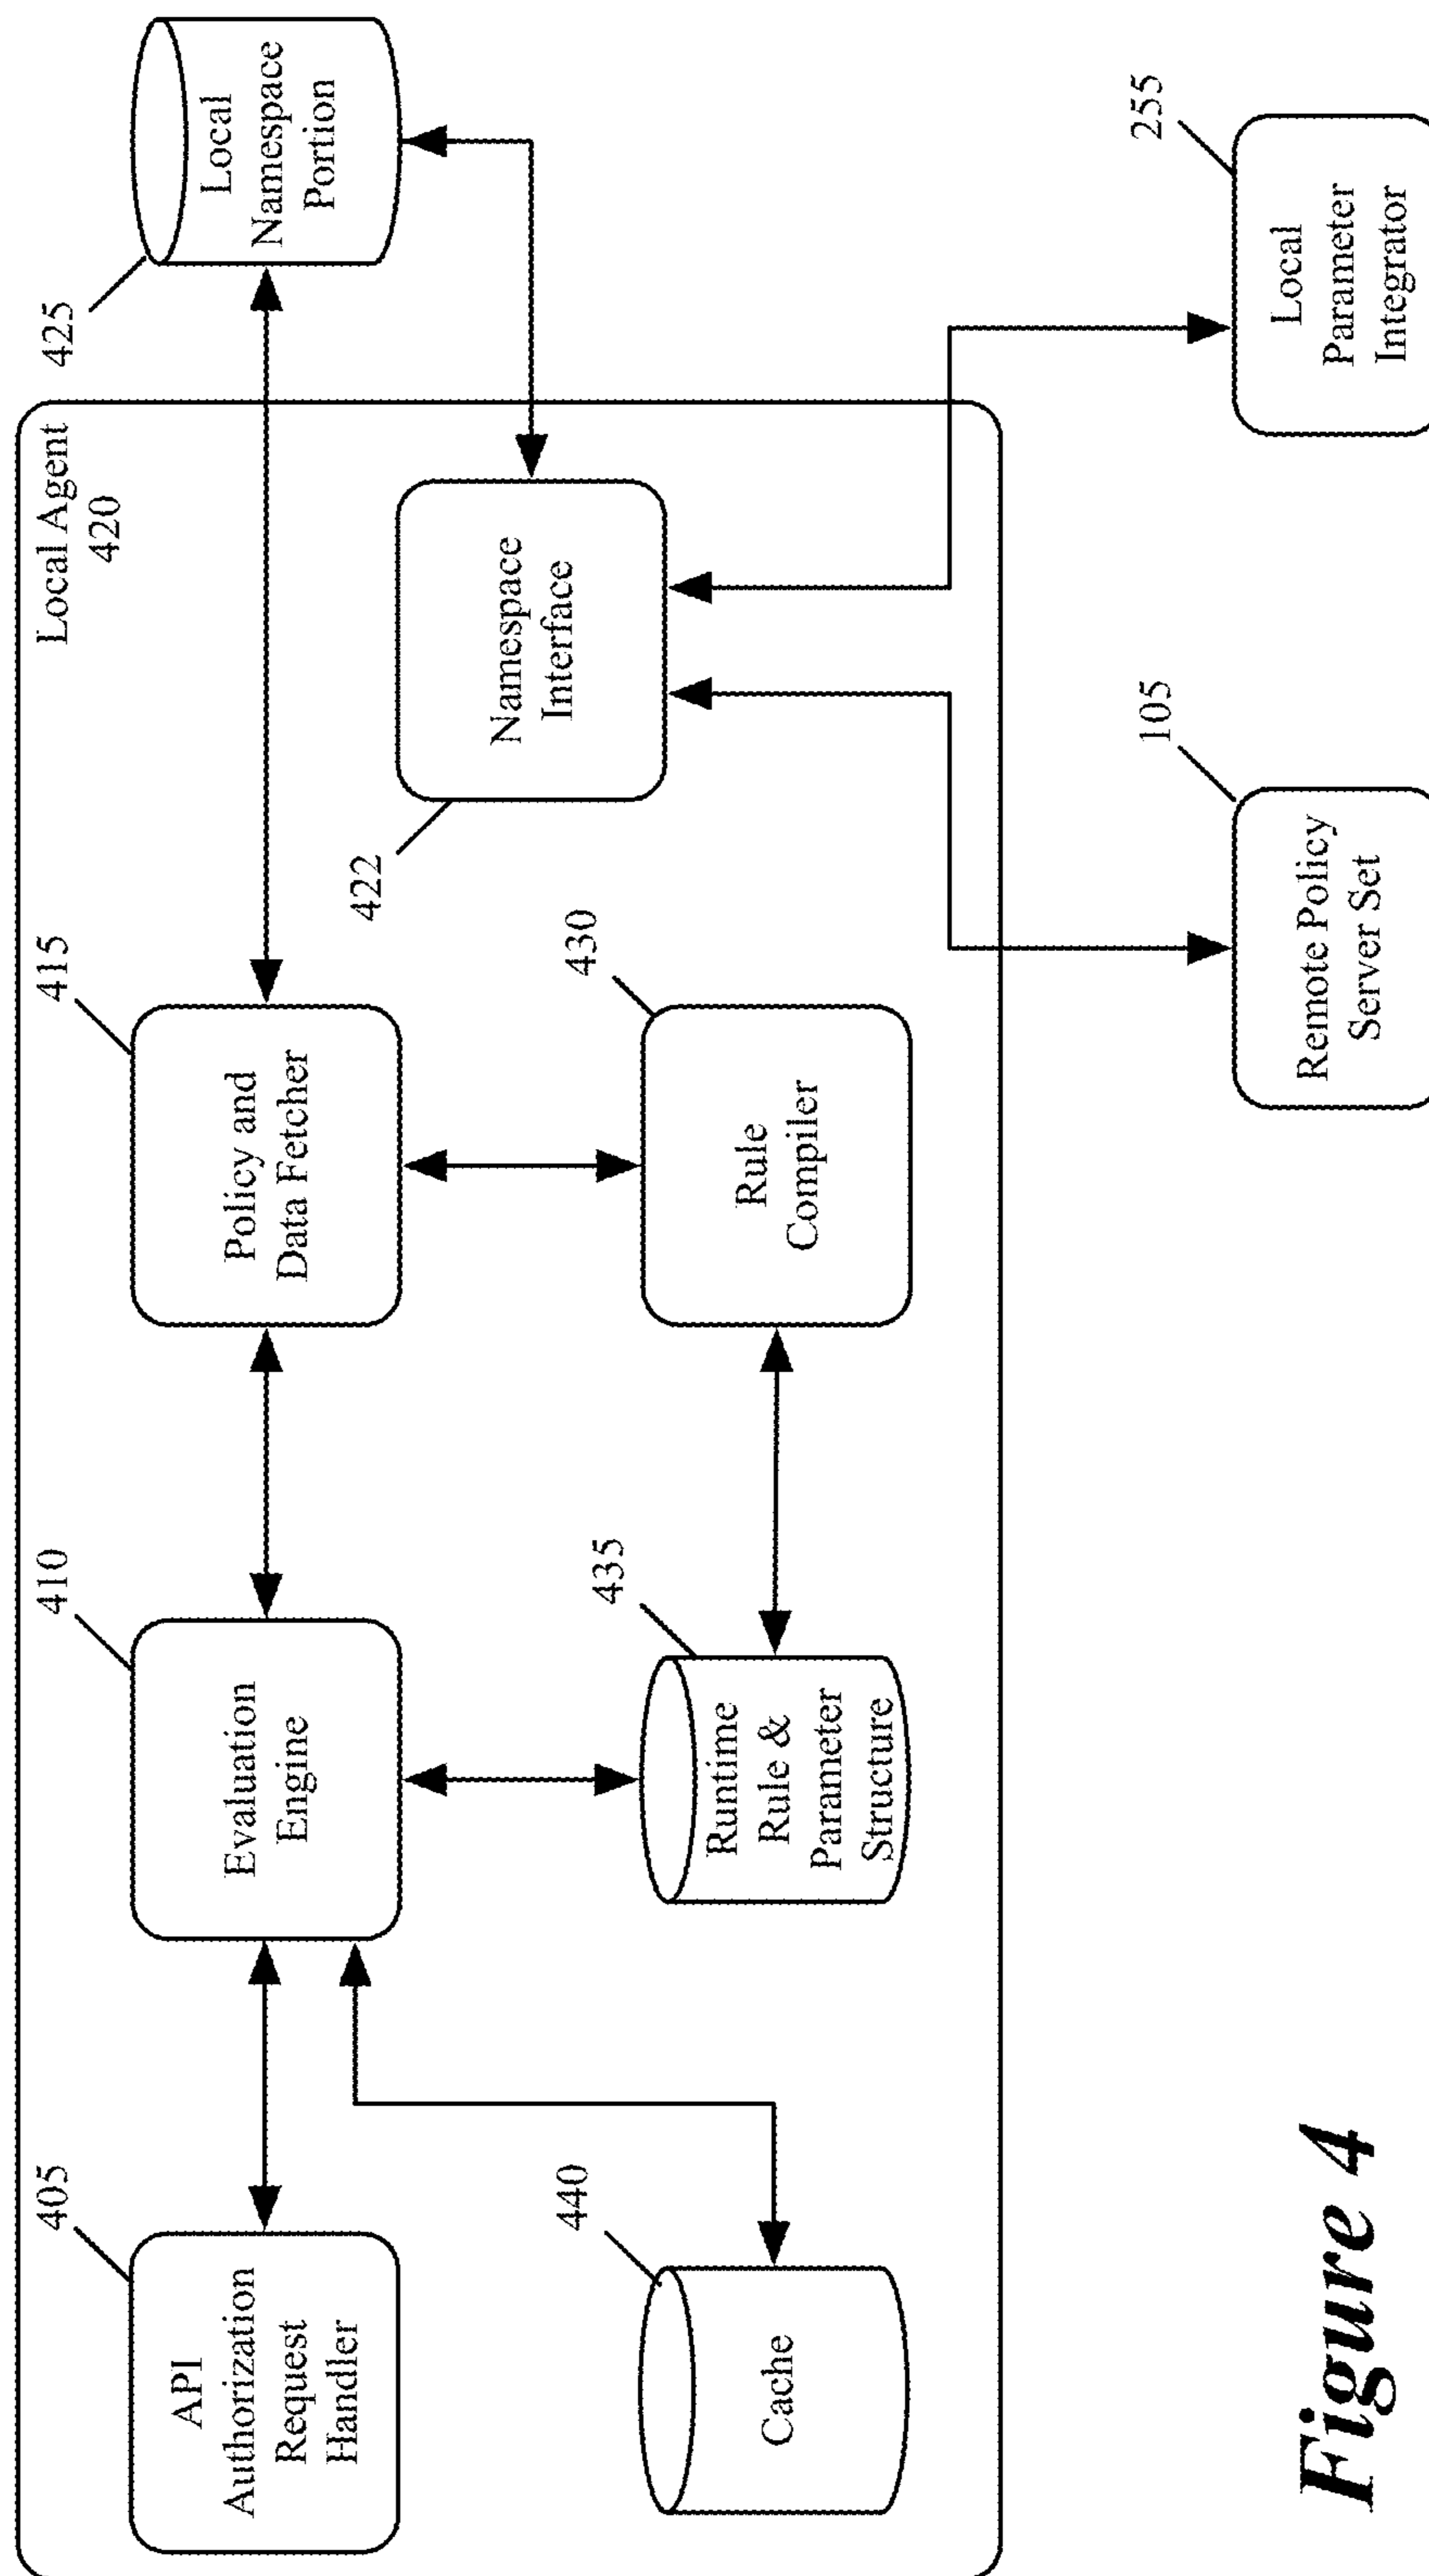 Local Agent
420
405
API
Authorization
Request
Handler
410
Evaluation
Engine
415
Policy and
Data Fetcher
425
Local
Namespace
Portion
422
Namespace
Interface
440
Cache
435
Runtime
Rule &
Parameter
Structure
430
Rule
Compiler
105
Remote Policy
Server Set
255
Local
Parameter
Integrator
Figure 4